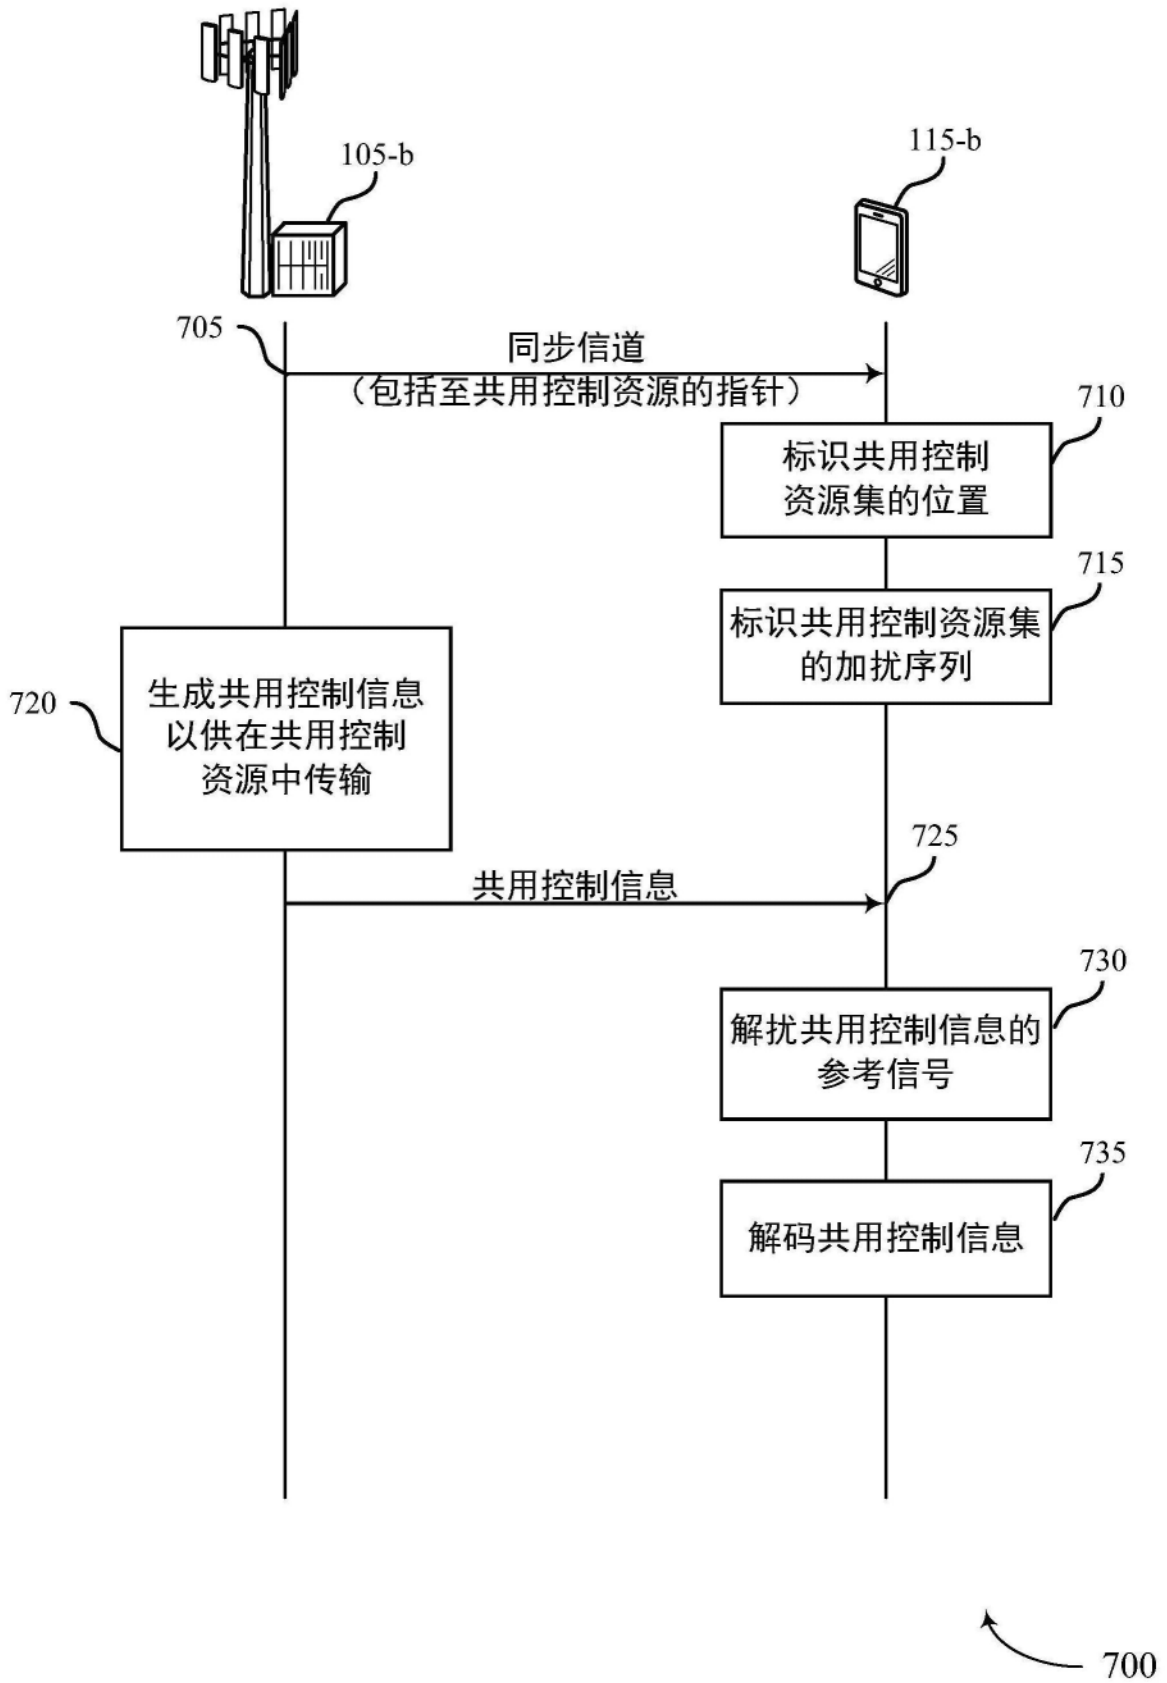 105-b
115-b
705
同步信道
（包括至共用控制资源的指针）
710
标识共用控制
资源集的位置
715
标识共用控制资源集
的加扰序列
720
生成共用控制信息
以供在共用控制
资源中传输
725
共用控制信息
730
解扰共用控制信息的
参考信号
735
解码共用控制信息
700